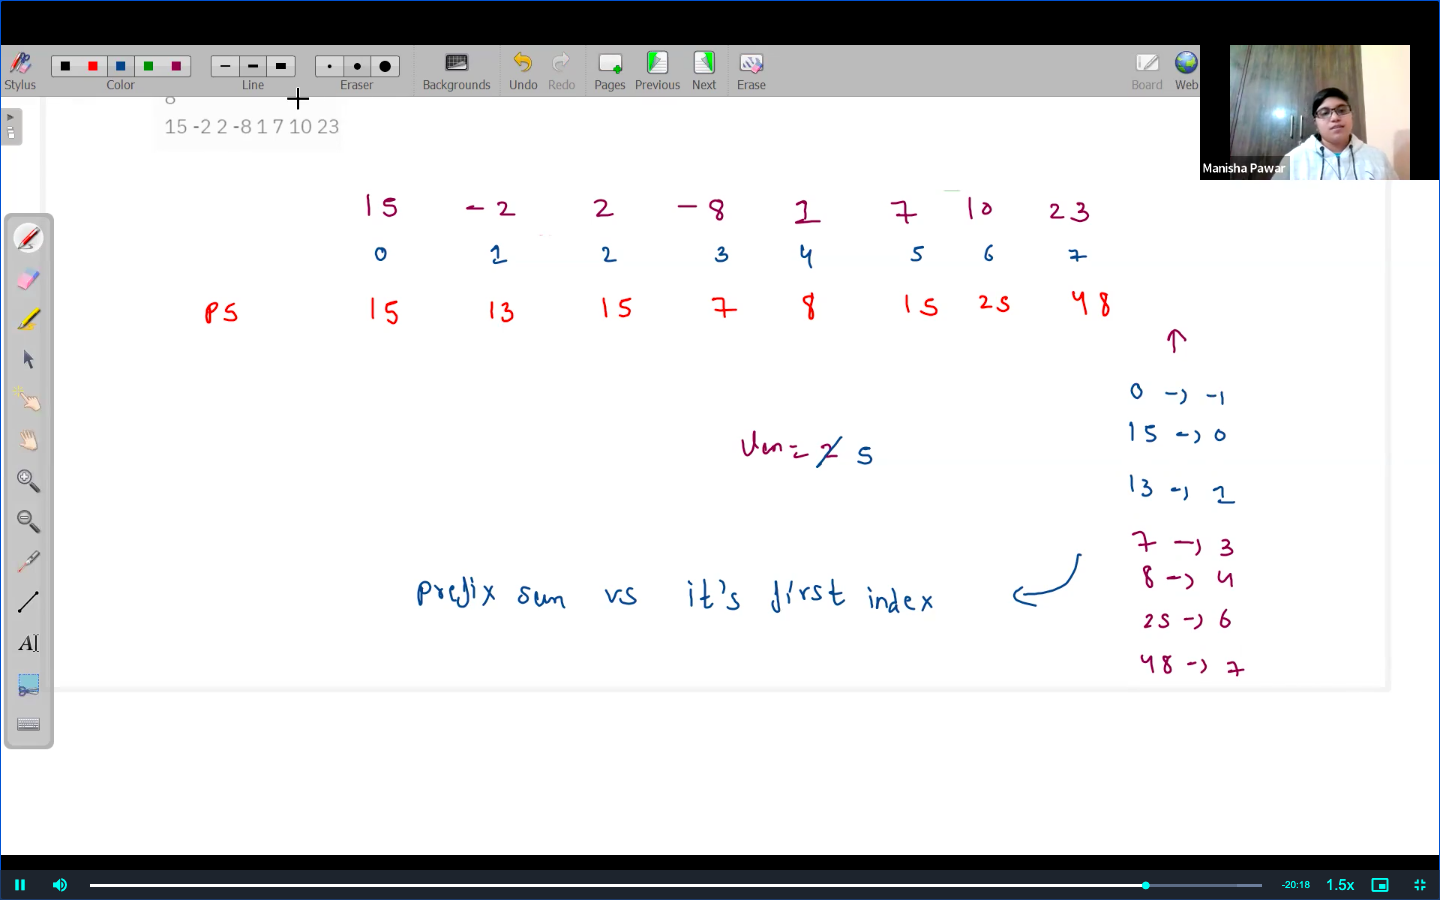 Stylus Color Line Eraser Backgrounds Undo Redo Pages Previous Next Erase Board Web
8
15 -2 2 -8 1 7 10 23
Manisha Pawar
15 -2 2 -8 1 7 10 23
0 1 2 3 4 5 6 7
PS 15 13 15 7 8 15 25 48
0 -> -1
15 -> 0
len = 2 5
13 -> 1
7 -> 3
8 -> 4
prefix sum vs it's first index
25 -> 6
48 -> 7
AI
-20:18 1.5x